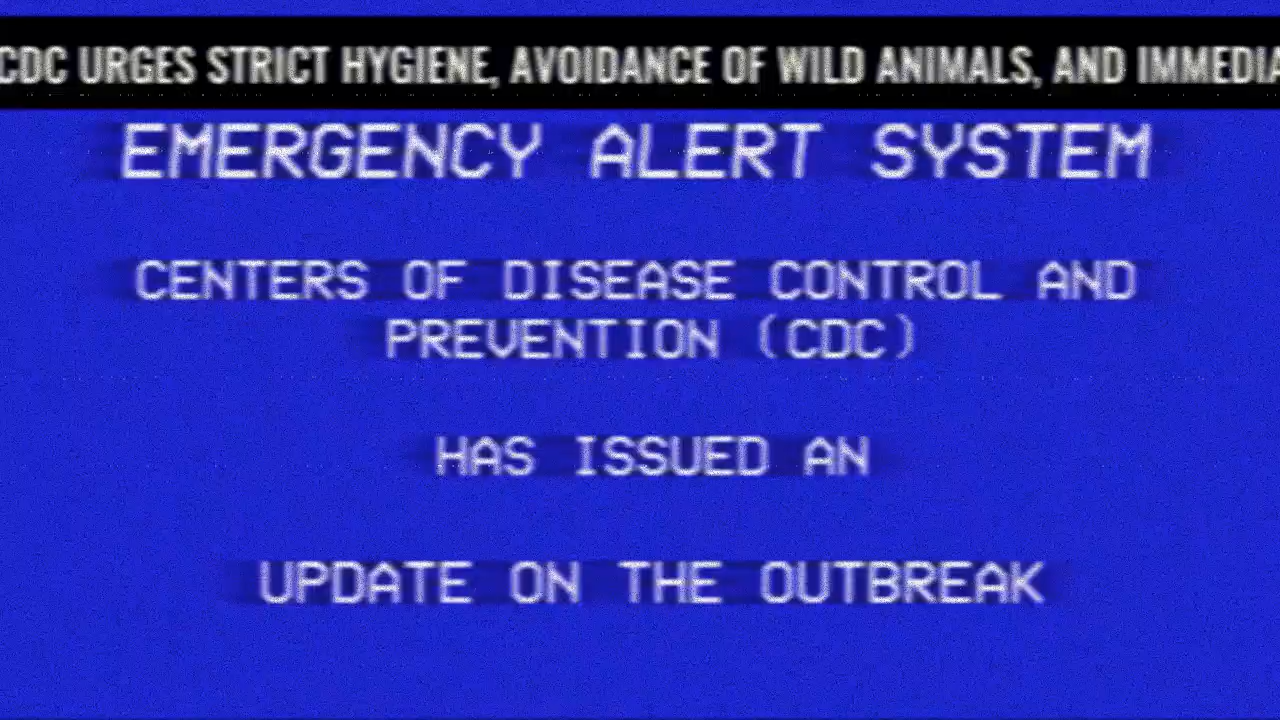 CDC URGES STRICT HYGIENE, AVOIDANCE OF WILD ANIMALS, AND IMMEDIA
EMERGENCY ALERT SYSTEM
CENTERS OF DISEASE CONTROL AND
PREVENTION (CDC)
HAS ISSUED AN
UPDATE ON THE OUTBREAK